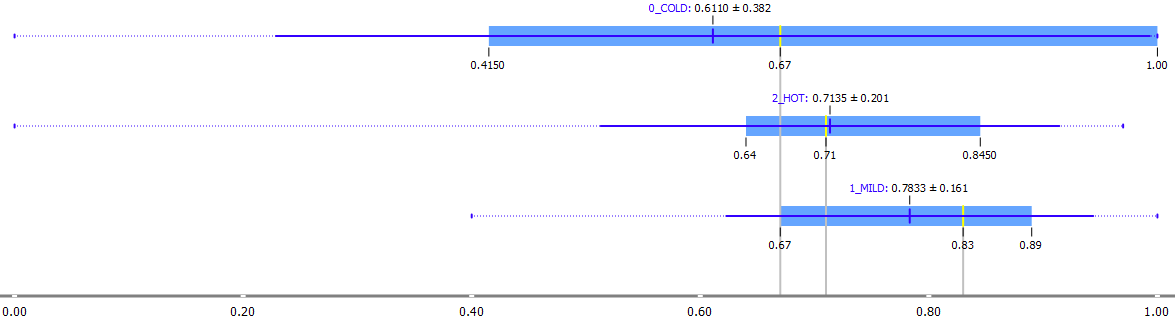 0_COLD: 0.6110 ± 0.382
0.4150 0.67 1.00
2_HOT: 0.7135 ± 0.201
0.64 0.71 0.8450
1_MILD: 0.7833 ± 0.161
0.67 0.83 0.89
0.00 0.20 0.40 0.60 0.80 1.00